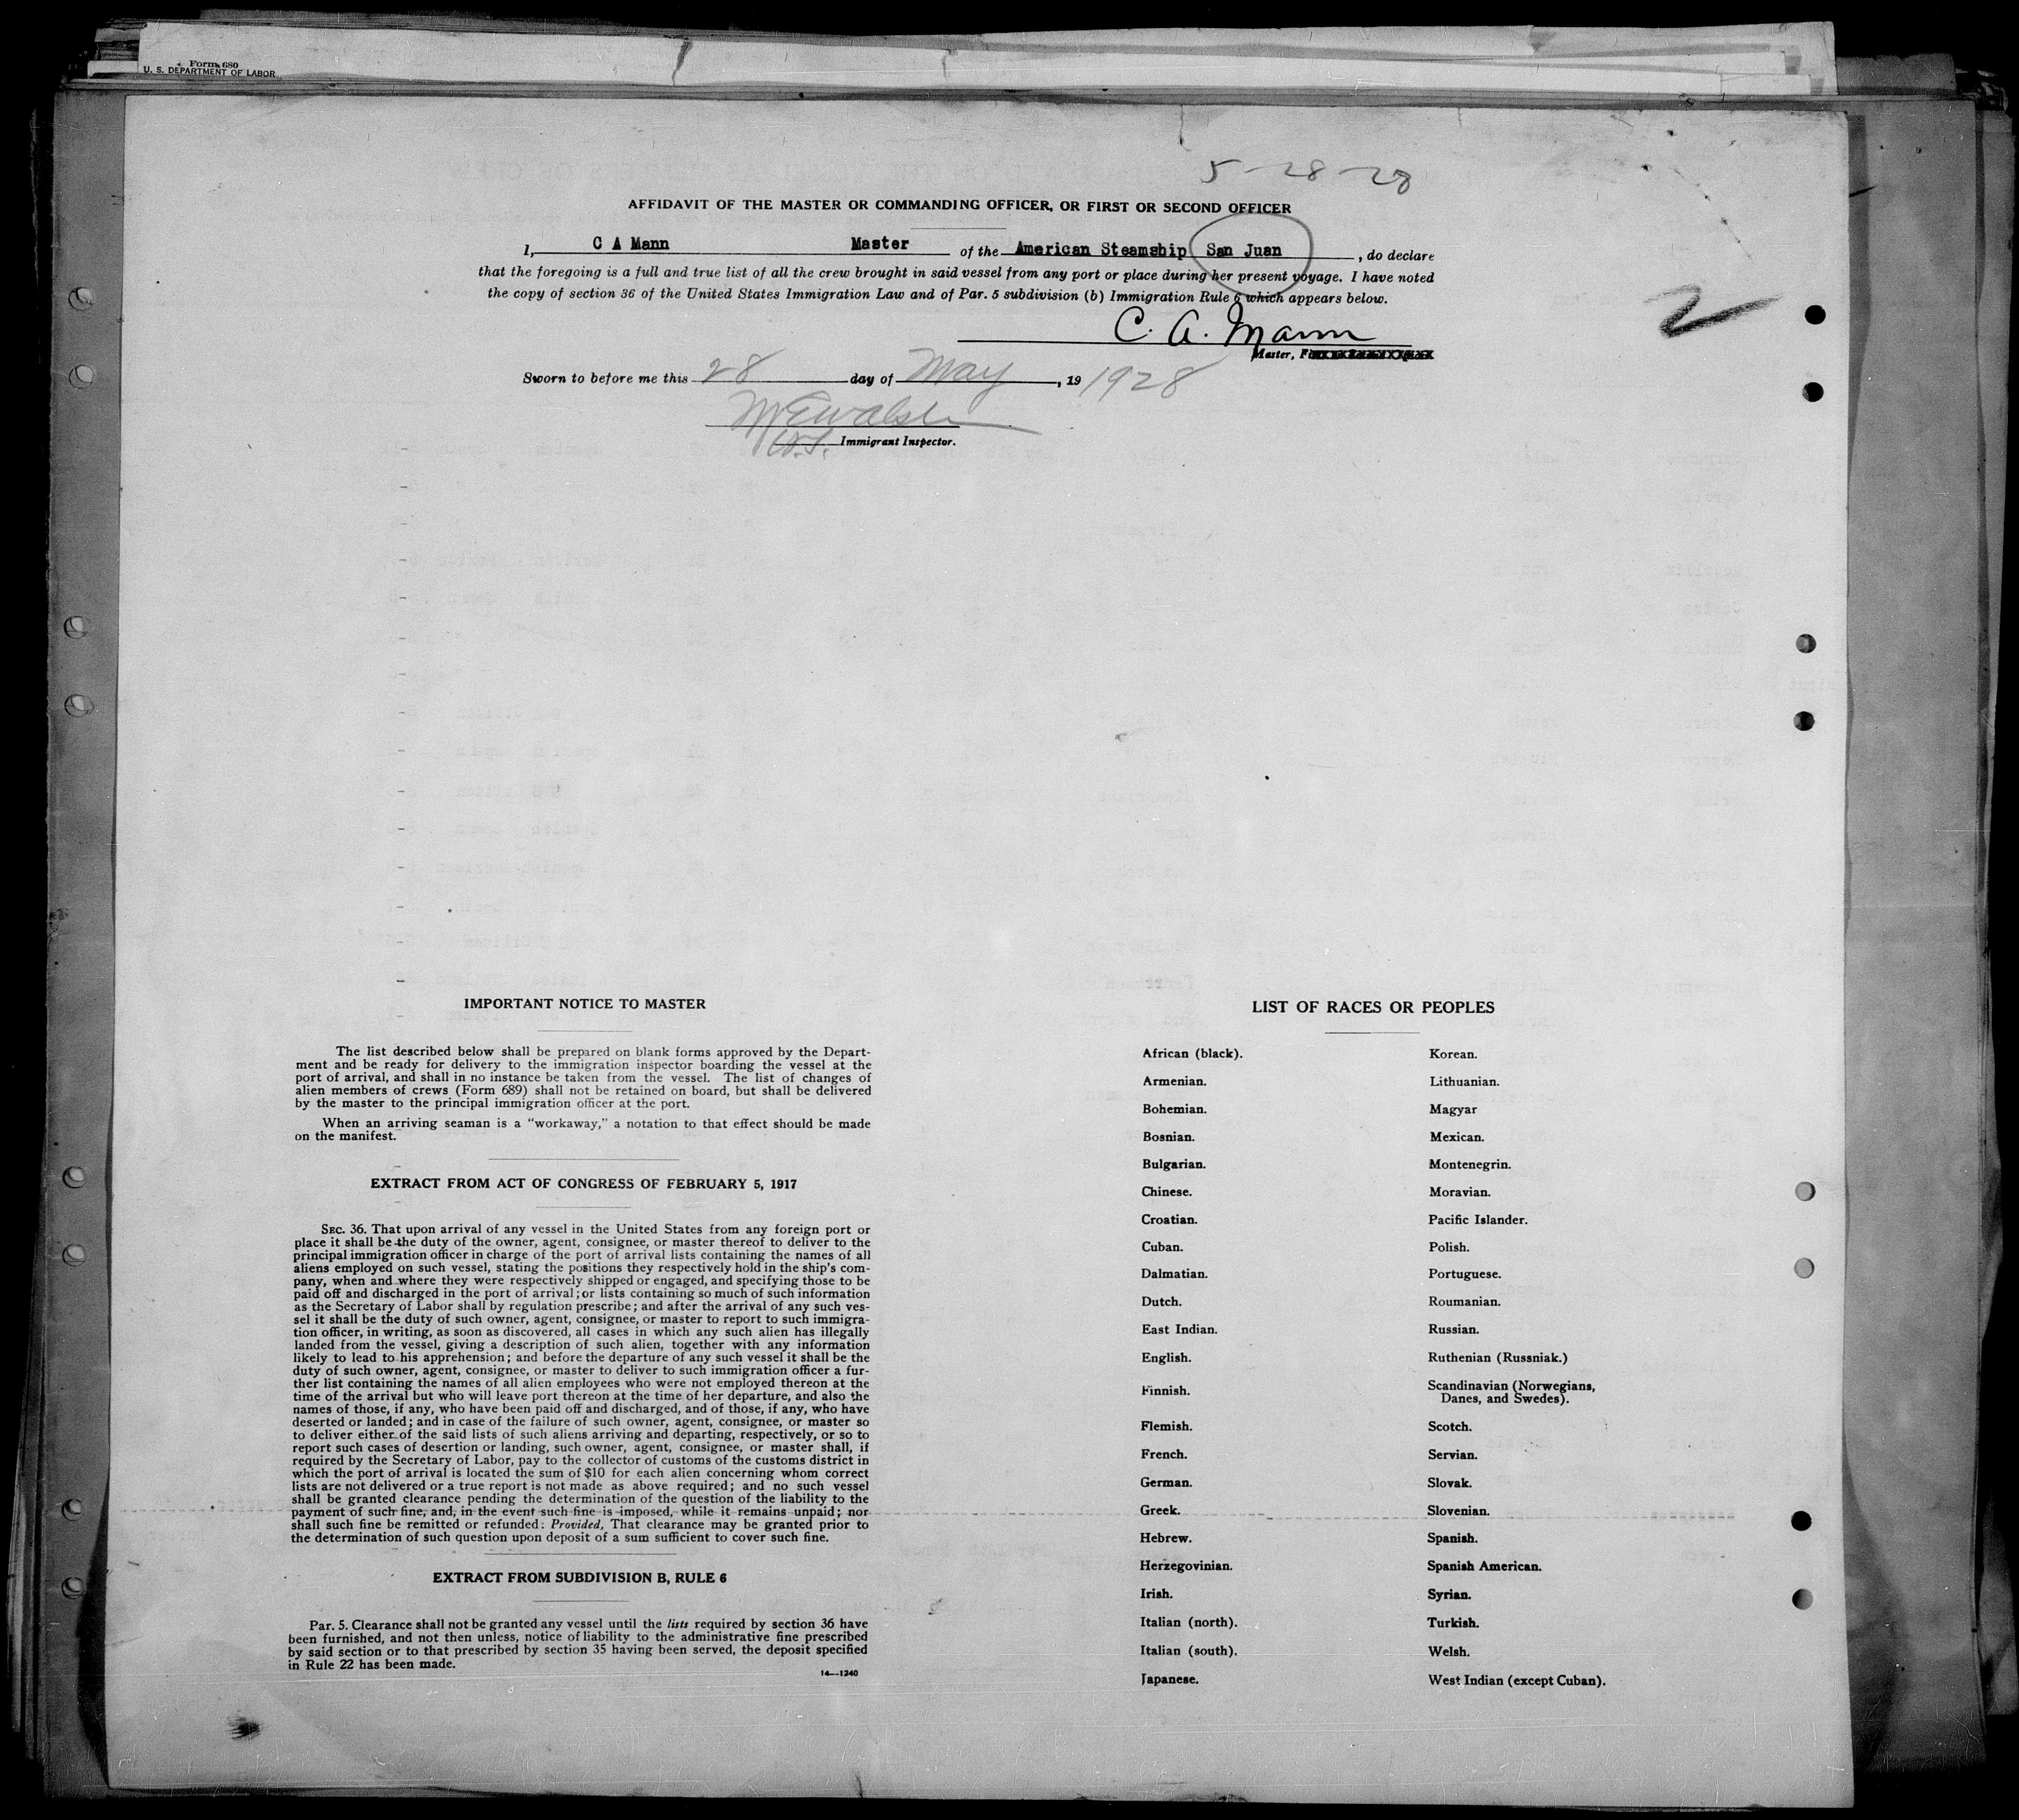 Form 680
U. S. DEPARTMENT OF LABOR
5-28-28
AFFIDAVIT OF THE MASTER OR COMMANDING OFFICER, OR FIRST OR SECOND OFFICER
I, C A Mann Master of the American Steamship San Juan, do declare
that the foregoing is a full and true list of all the crew brought in said vessel from any port or place during her present voyage. I have noted
the copy of section 36 of the United States Immigration Law and of Par. 5 subdivision (b) Immigration Rule 6 which appears below.
2
C. A. Mann
Master,
Sworn to before me this 28 day of May, 19 1928
Immigrant Inspector.
IMPORTANT NOTICE TO MASTER
The list described below shall be prepared on blank forms approved by the Depart-
ment and be ready for delivery to the immigration inspector boarding the vessel at the
port of arrival, and shall in no instance be taken from the vessel. The list of changes of
alien members of crews (Form 689) shall not be retained on board, but shall be delivered
by the master to the principal immigration officer at the port.
When an arriving seaman is a "workaway," a notation to that effect should be made
on the manifest.
EXTRACT FROM ACT OF CONGRESS OF FEBRUARY 5, 1917
SEC. 36. That upon arrival of any vessel in the United States from any foreign port or
place it shall be the duty of the owner, agent, consignee, or master thereof to deliver to the
principal immigration officer in charge of the port of arrival lists containing the names of all
aliens employed on such vessel, stating the positions they respectively hold in the ship's com-
pany, when and where they were respectively shipped or engaged, and specifying those to be
paid off and discharged in the port of arrival; or lists containing so much of such information
as the Secretary of Labor shall by regulation prescribe; and after the arrival of any such ves-
sel it shall be the duty of such owner, agent, consignee, or master to report to such immigra-
tion officer, in writing, as soon as discovered, all cases in which any such alien has illegally
landed from the vessel, giving a description of such alien, together with any information
likely to lead to his apprehension; and before the departure of any such vessel it shall be the
duty of such owner, agent, consignee, or master to deliver to such immigration officer a fur-
ther list containing the names of all alien employees who were not employed thereon at the
time of the arrival but who will leave port thereon at the time of her departure, and also the
names of those, if any, who have been paid off and discharged, and of those, if any, who have
deserted or landed; and in case of the failure of such owner, agent, consignee, or master so
to deliver either of the said lists of such aliens arriving and departing, respectively, or so to
report such cases of desertion or landing, such owner, agent, consignee, or master shall, if
required by the Secretary of Labor, pay to the collector of customs of the customs district in
which the port of arrival is located the sum of $10 for each alien concerning whom correct
lists are not delivered or a true report is not made as above required; and no such vessel
shall be granted clearance pending the determination of the question of the liability to the
payment of such fine, and, in the event such fine is imposed, while it remains unpaid; nor
shall such fine be remitted or refunded: Provided, That clearance may be granted prior to
the determination of such question upon deposit of a sum sufficient to cover such fine.
EXTRACT FROM SUBDIVISION B, RULE 6
Par. 5. Clearance shall not be granted any vessel until the lists required by section 36 have
been furnished, and not then unless, notice of liability to the administrative fine prescribed
by said section or to that prescribed by section 35 having been served, the deposit specified
in Rule 22 has been made.
14—1240
LIST OF RACES OR PEOPLES
African (black).
Armenian.
Bohemian.
Bosnian.
Bulgarian.
Chinese.
Croatian.
Cuban.
Dalmatian.
Dutch.
East Indian.
English.
Finnish.
Flemish.
French.
German.
Greek.
Hebrew.
Herzegovinian.
Irish.
Italian (north).
Italian (south).
Japanese.
Korean.
Lithuanian.
Magyar
Mexican.
Montenegrin.
Moravian.
Pacific Islander.
Polish.
Portuguese.
Roumanian.
Russian.
Ruthenian (Russniak.)
Scandinavian (Norwegians,
Danes, and Swedes).
Scotch.
Servian.
Slovak.
Slovenian.
Spanish.
Spanish American.
Syrian.
Turkish.
Welsh.
West Indian (except Cuban).